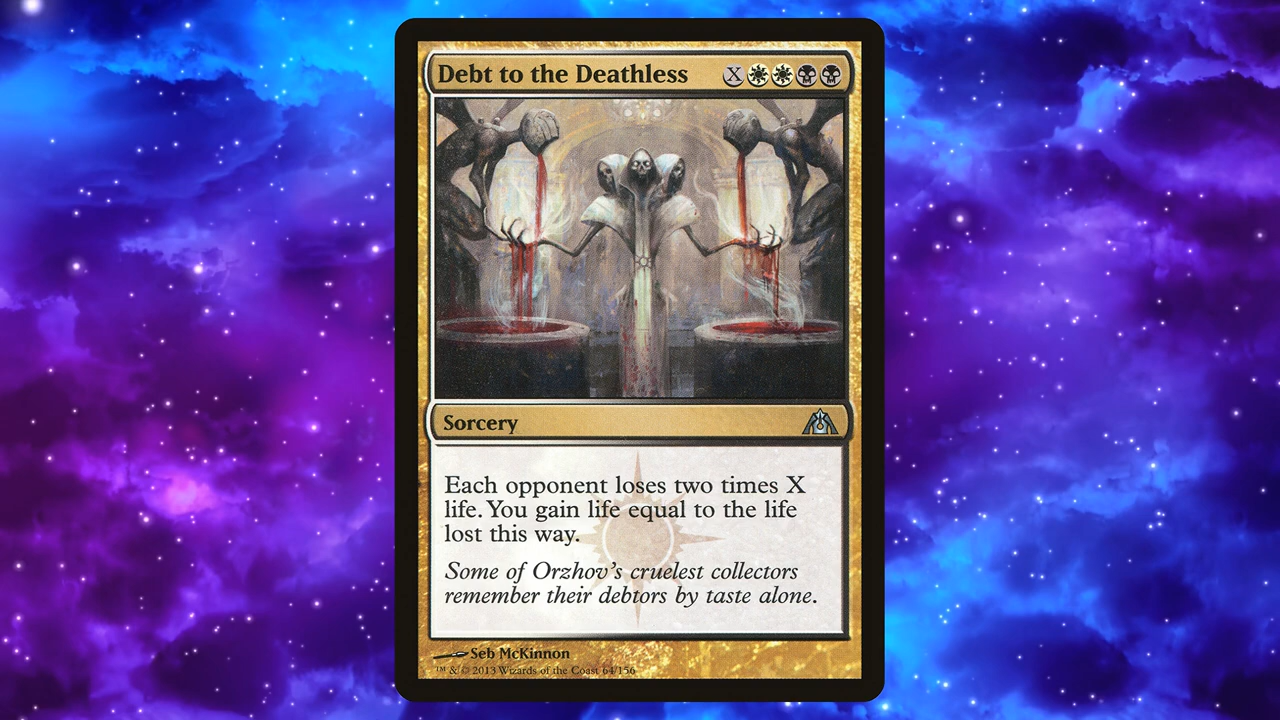 Debt to the Deathless X
Sorcery
Each opponent loses two times X
life. You gain life equal to the life
lost this way.
Some of Orzhov's cruelest collectors
remember their debtors by taste alone.
Seb McKinnon
™ & © 2013 Wizards of the Coast 64/156